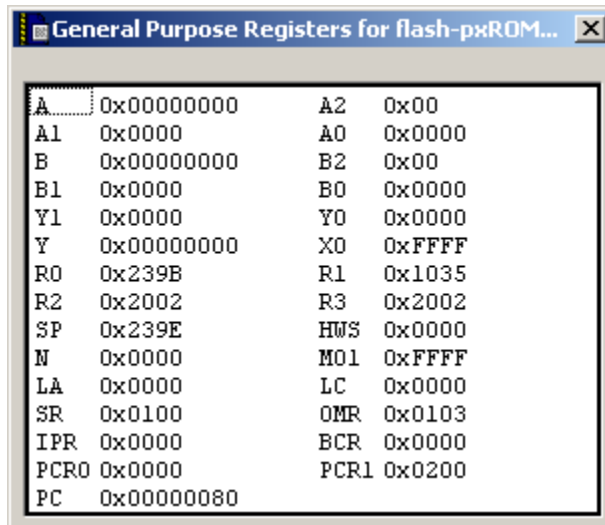 General Purpose Registers for flash-pxROM...
A 0x00000000 A2 0x00
A1 0x0000 A0 0x0000
B 0x00000000 B2 0x00
B1 0x0000 B0 0x0000
Y1 0x0000 Y0 0x0000
Y 0x00000000 X0 0xFFFF
R0 0x239B R1 0x1035
R2 0x2002 R3 0x2002
SP 0x239E HWS 0x0000
N 0x0000 M01 0xFFFF
LA 0x0000 LC 0x0000
SR 0x0100 OMR 0x0103
IPR 0x0000 BCR 0x0000
PCR0 0x0000 PCR1 0x0200
PC 0x00000080